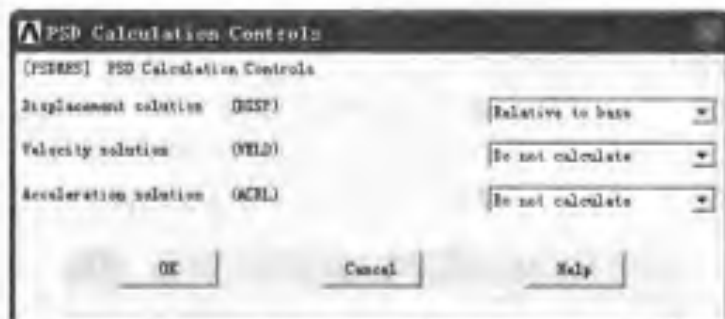 PSD Calculation Controls
[PSDRES] PSD Calculation Controls
Displacement solution (DISP) Relative to base
Velocity solution (VELO) Do not calculate
Acceleration solution (ACEL) Do not calculate
OK Cancel Help